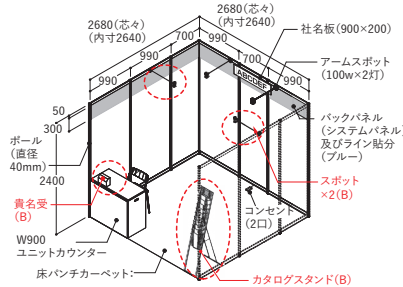 2680(芯々)
(内寸2640)
2680(芯々)
(内寸2640)
990
700
990
990
700
990
社名板(900×200)
アームスポット
(100w×2灯)
ABCDEF
50
300
ポール
(直径
40mm)
2400
バックパネル
(システムパネル)
及びライン貼分
(ブルー)
貴名受
(B)
スポット
×2(B)
コンセント
(2口)
W900
ユニットカウンター
床パンチカーペット:
カタログスタンド(B)